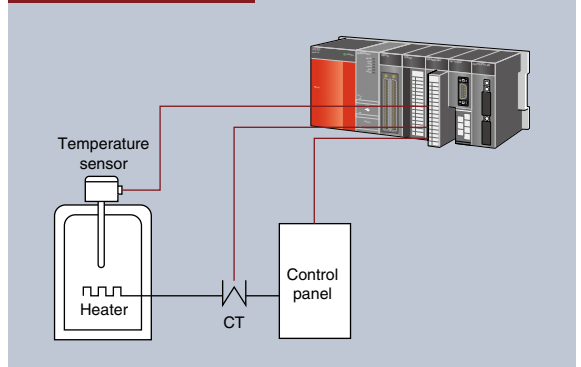 Temperature
sensor
Heater
CT
Control
panel